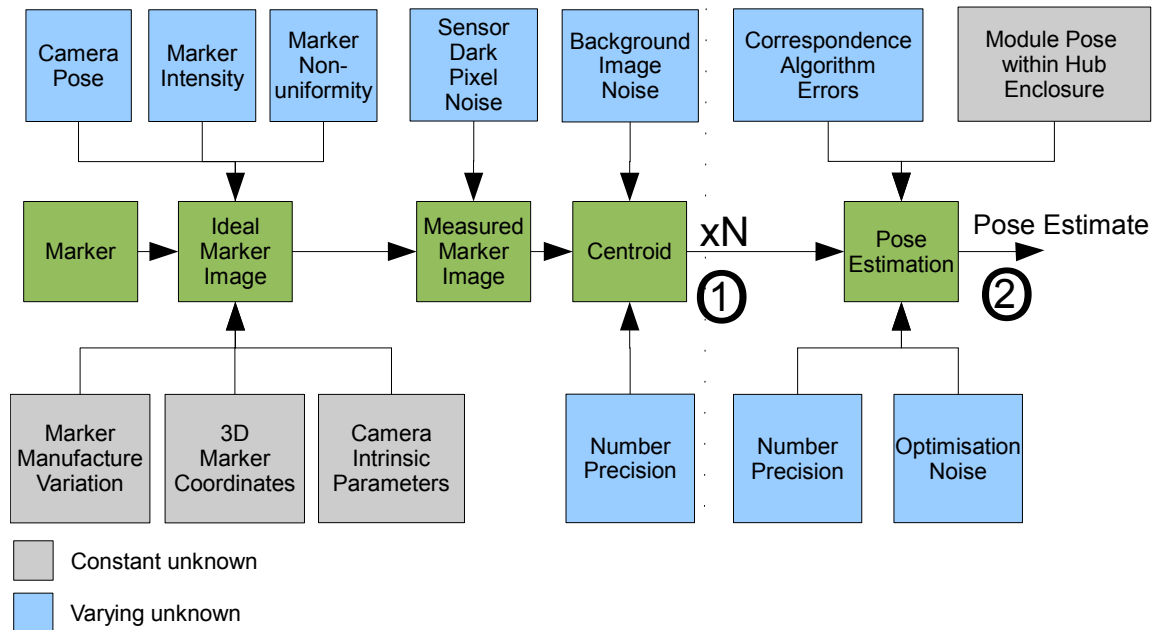 Camera
Pose
Marker
Intensity
Marker
Non-
uniformity
Sensor
Dark
Pixel
Noise
Background
Image
Noise
Correspondence
Algorithm
Errors
Module Pose
within Hub
Enclosure
Marker
Ideal
Marker
Image
Measured
Marker
Image
Centroid
xN
1
Pose
Estimation
Pose Estimate
2
Marker
Manufacture
Variation
3D
Marker
Coordinates
Camera
Intrinsic
Parameters
Number
Precision
Number
Precision
Optimisation
Noise
Constant unknown
Varying unknown